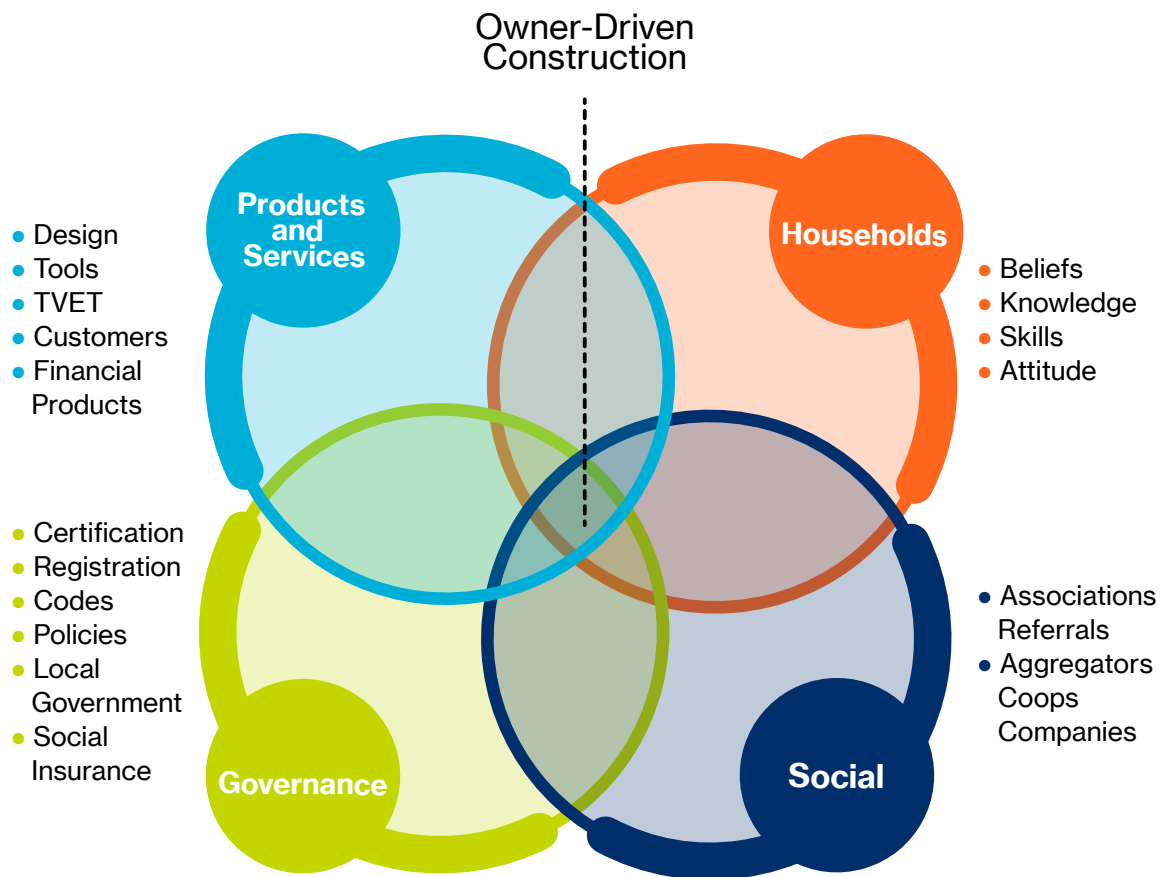 Owner-Driven
Construction
Products
and
Services
Households
• Design
• Tools
• TVET
• Customers
• Financial
Products
• Beliefs
• Knowledge
• Skills
• Attitude
• Certification
• Registration
• Codes
• Policies
• Local
Government
• Social
Insurance
• Associations
Referrals
• Aggregators
Coops
Companies
Governance
Social